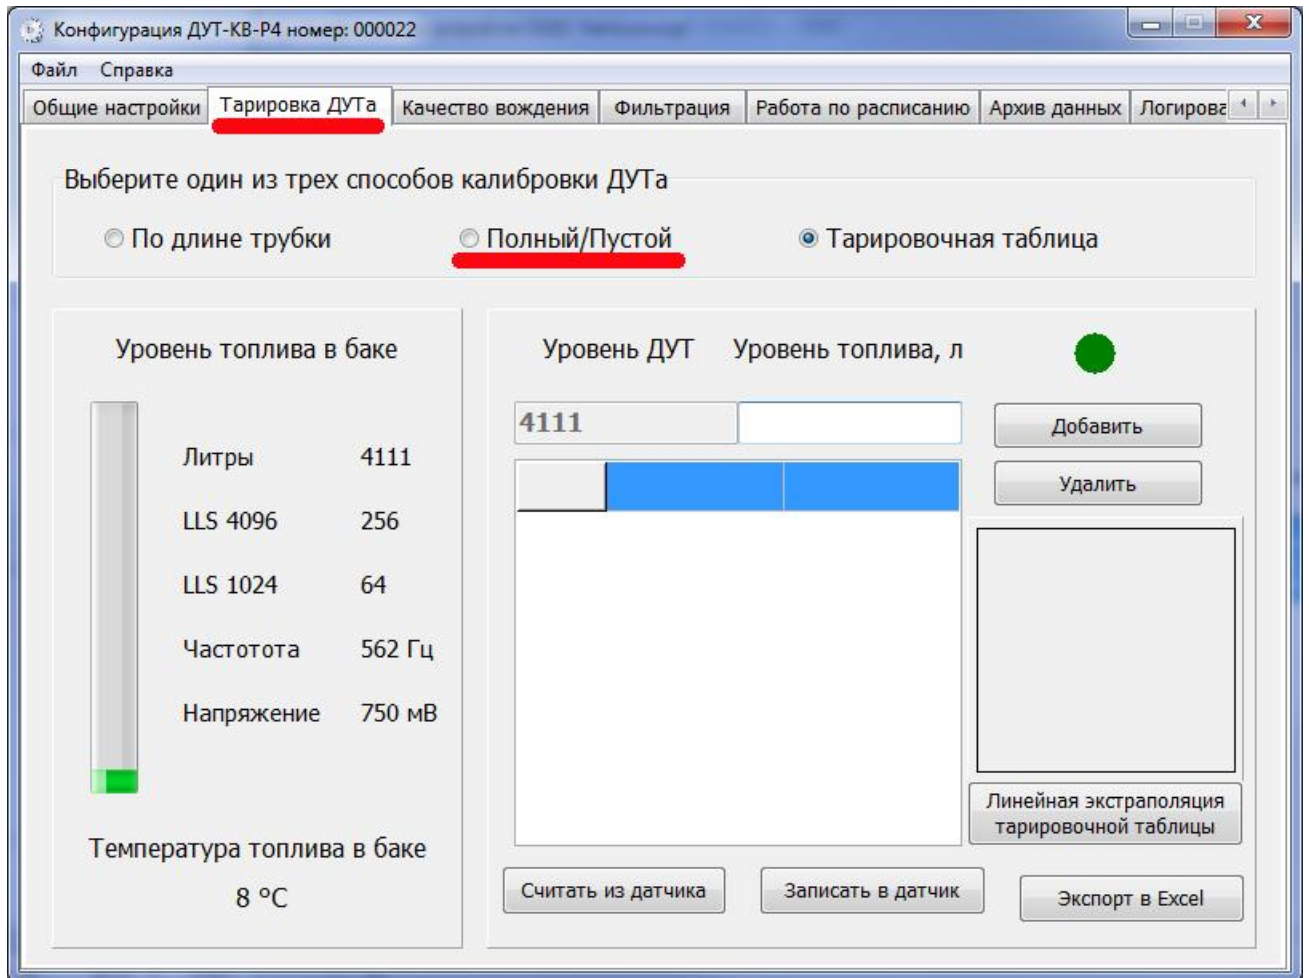 Конфигурация ДУТ-КВ-Р4 номер: 000022
Файл Справка
Общие настройки Тарировка ДУТа Качество вождения Фильтрация Работа по расписанию Архив данных Логирова
Выберите один из трех способов калибровки ДУТа
По длине трубки Полный/Пустой Тарировочная таблица
Уровень топлива в баке
Литры 4111
LLS 4096 256
LLS 1024 64
Частотота 562 Гц
Напряжение 750 мВ
Температура топлива в баке
8 °C
Уровень ДУТ Уровень топлива, л
4111
Добавить
Удалить
Линейная экстраполяция
тарировочной таблицы
Считать из датчика Записать в датчик Экспорт в Excel